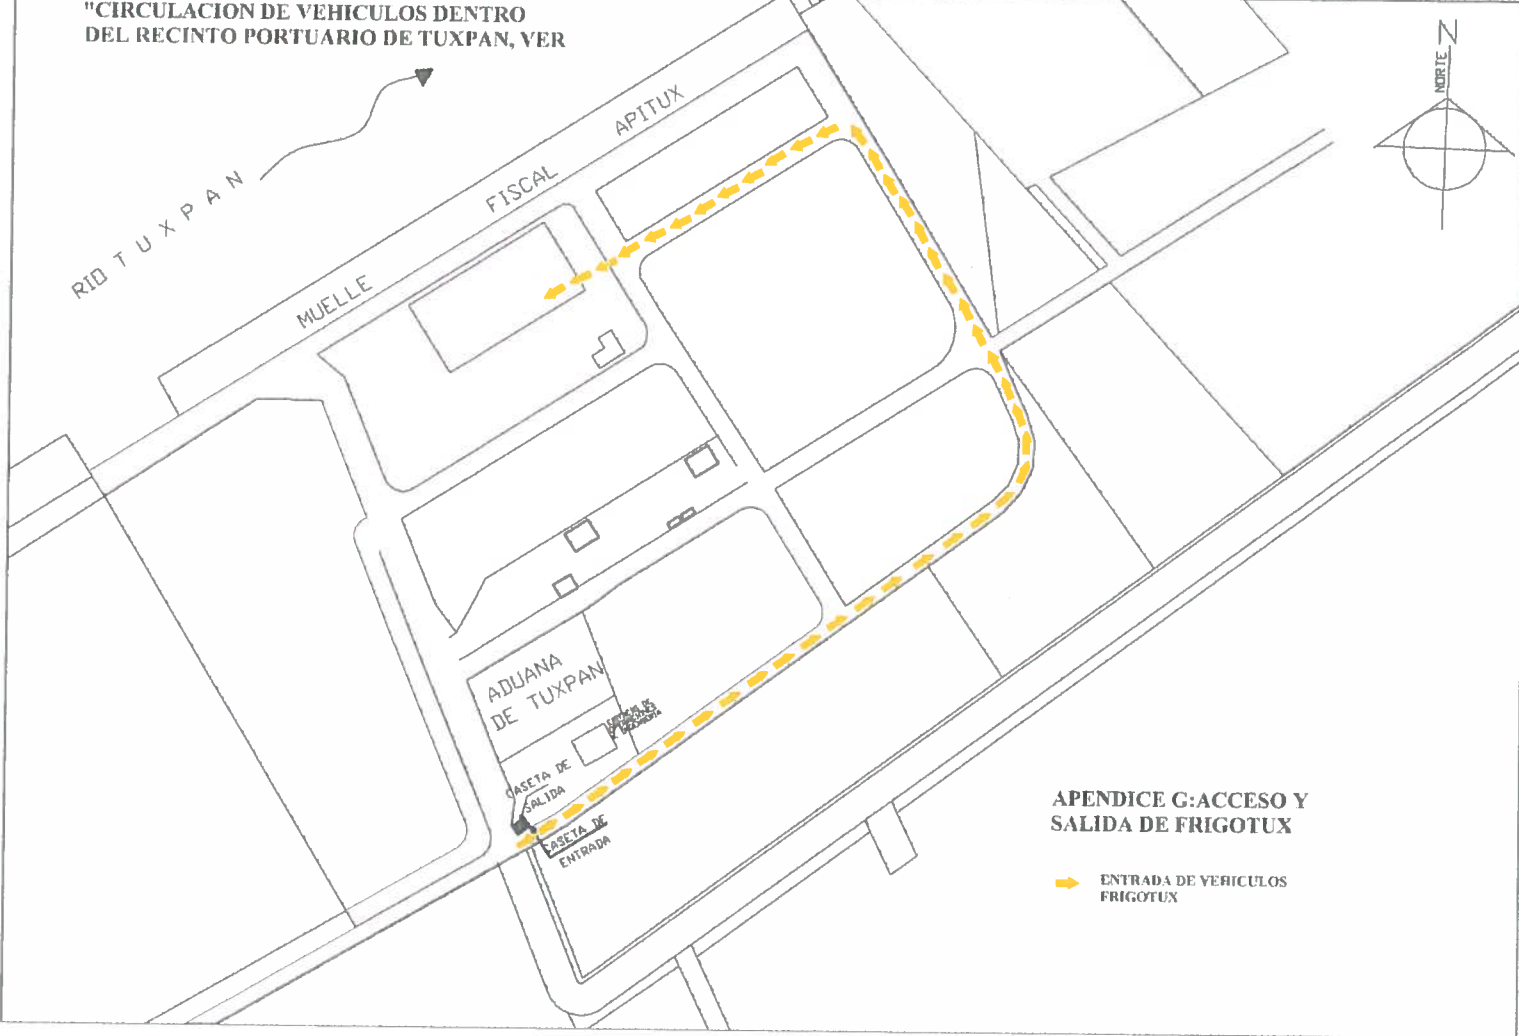 "CIRCULACION DE VEHICULOS DENTRO
DEL RECINTO PORTUARIO DE TUXPAN, VER
NORTE N
RIO TUXPAN
MUELLE FISCAL APITUX
ADUANA
DE TUXPAN
CASETA DE
SALIDA
CASETA DE
ENTRADA
APENDICE G:ACCESO Y
SALIDA DE FRIGOTUX
ENTRADA DE VEHICULOS
FRIGOTUX